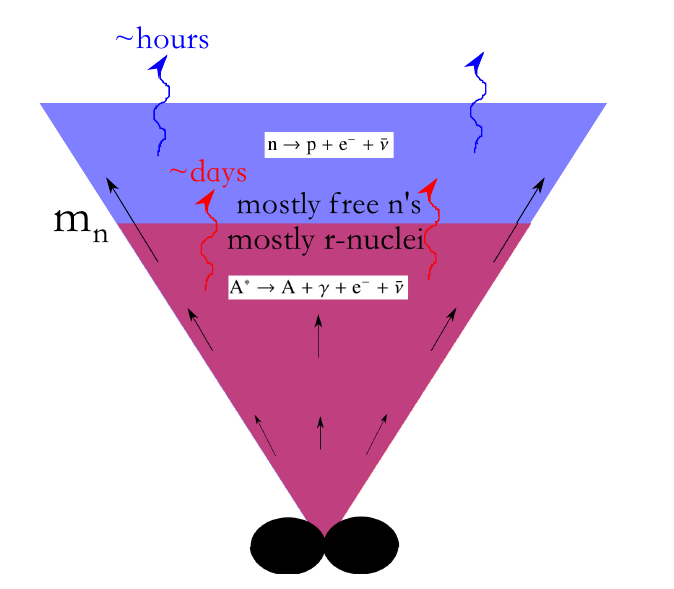 ~hours
n → p + e⁻ + ν̄
~days
mostly free n's
mₙ
mostly r-nuclei
A* → A + γ + e⁻ + ν̄